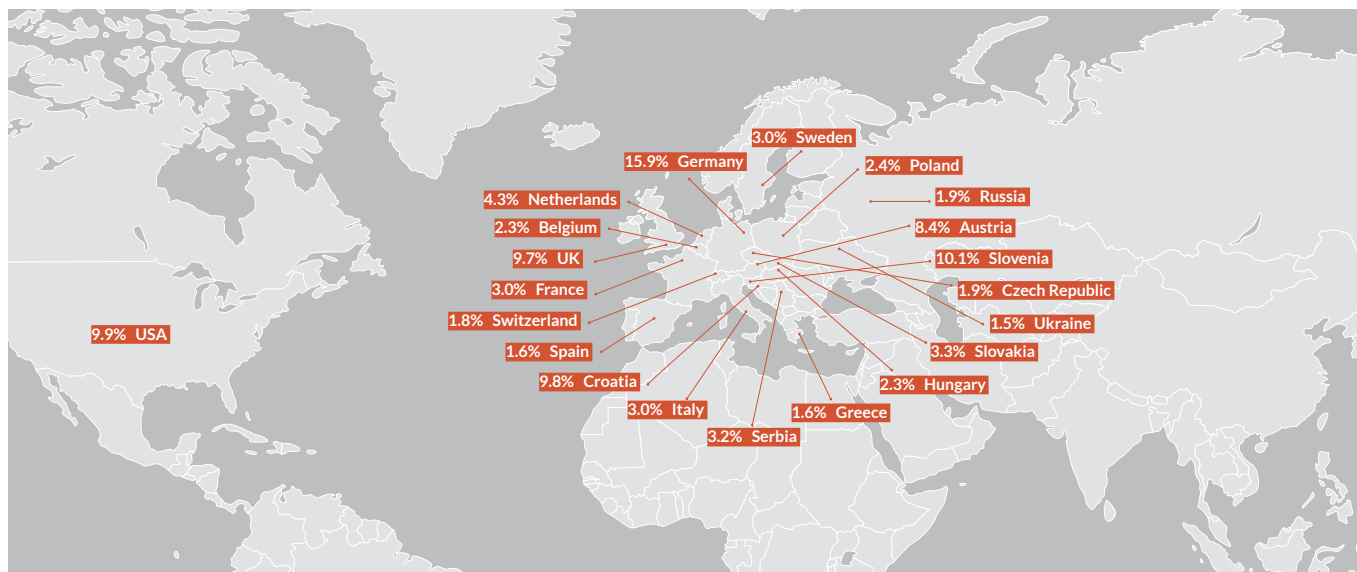 3.0% Sweden
15.9% Germany
2.4% Poland
4.3% Netherlands
1.9% Russia
2.3% Belgium
8.4% Austria
9.7% UK
10.1% Slovenia
3.0% France
1.9% Czech Republic
1.8% Switzerland
1.5% Ukraine
9.9% USA
1.6% Spain
3.3% Slovakia
9.8% Croatia
2.3% Hungary
3.0% Italy
1.6% Greece
3.2% Serbia